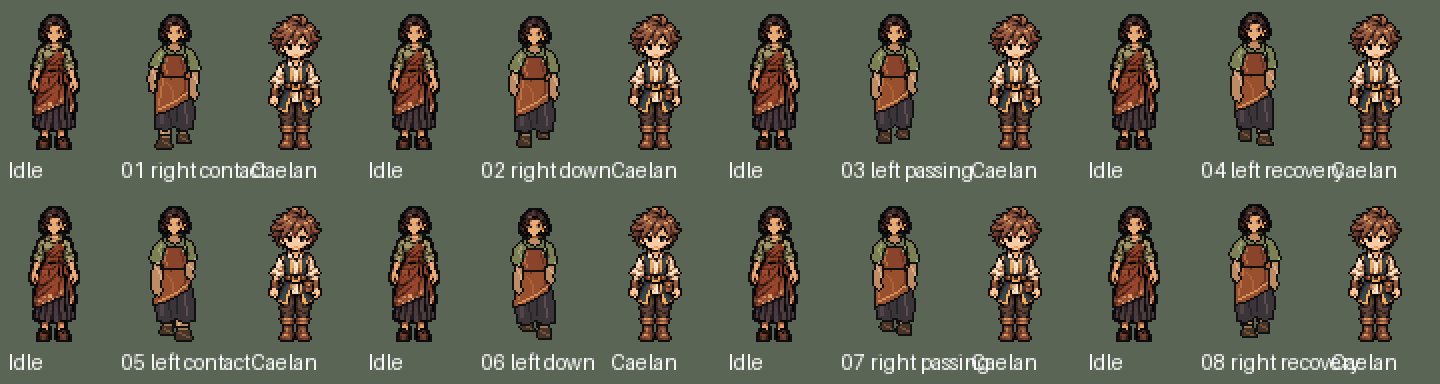 Idle 01 right contact Caelan Idle 02 right down Caelan Idle 03 left passing Caelan Idle 04 left recovery Caelan
Idle 05 left contact Caelan Idle 06 left down Caelan Idle 07 right passing Caelan Idle 08 right recovery Caelan